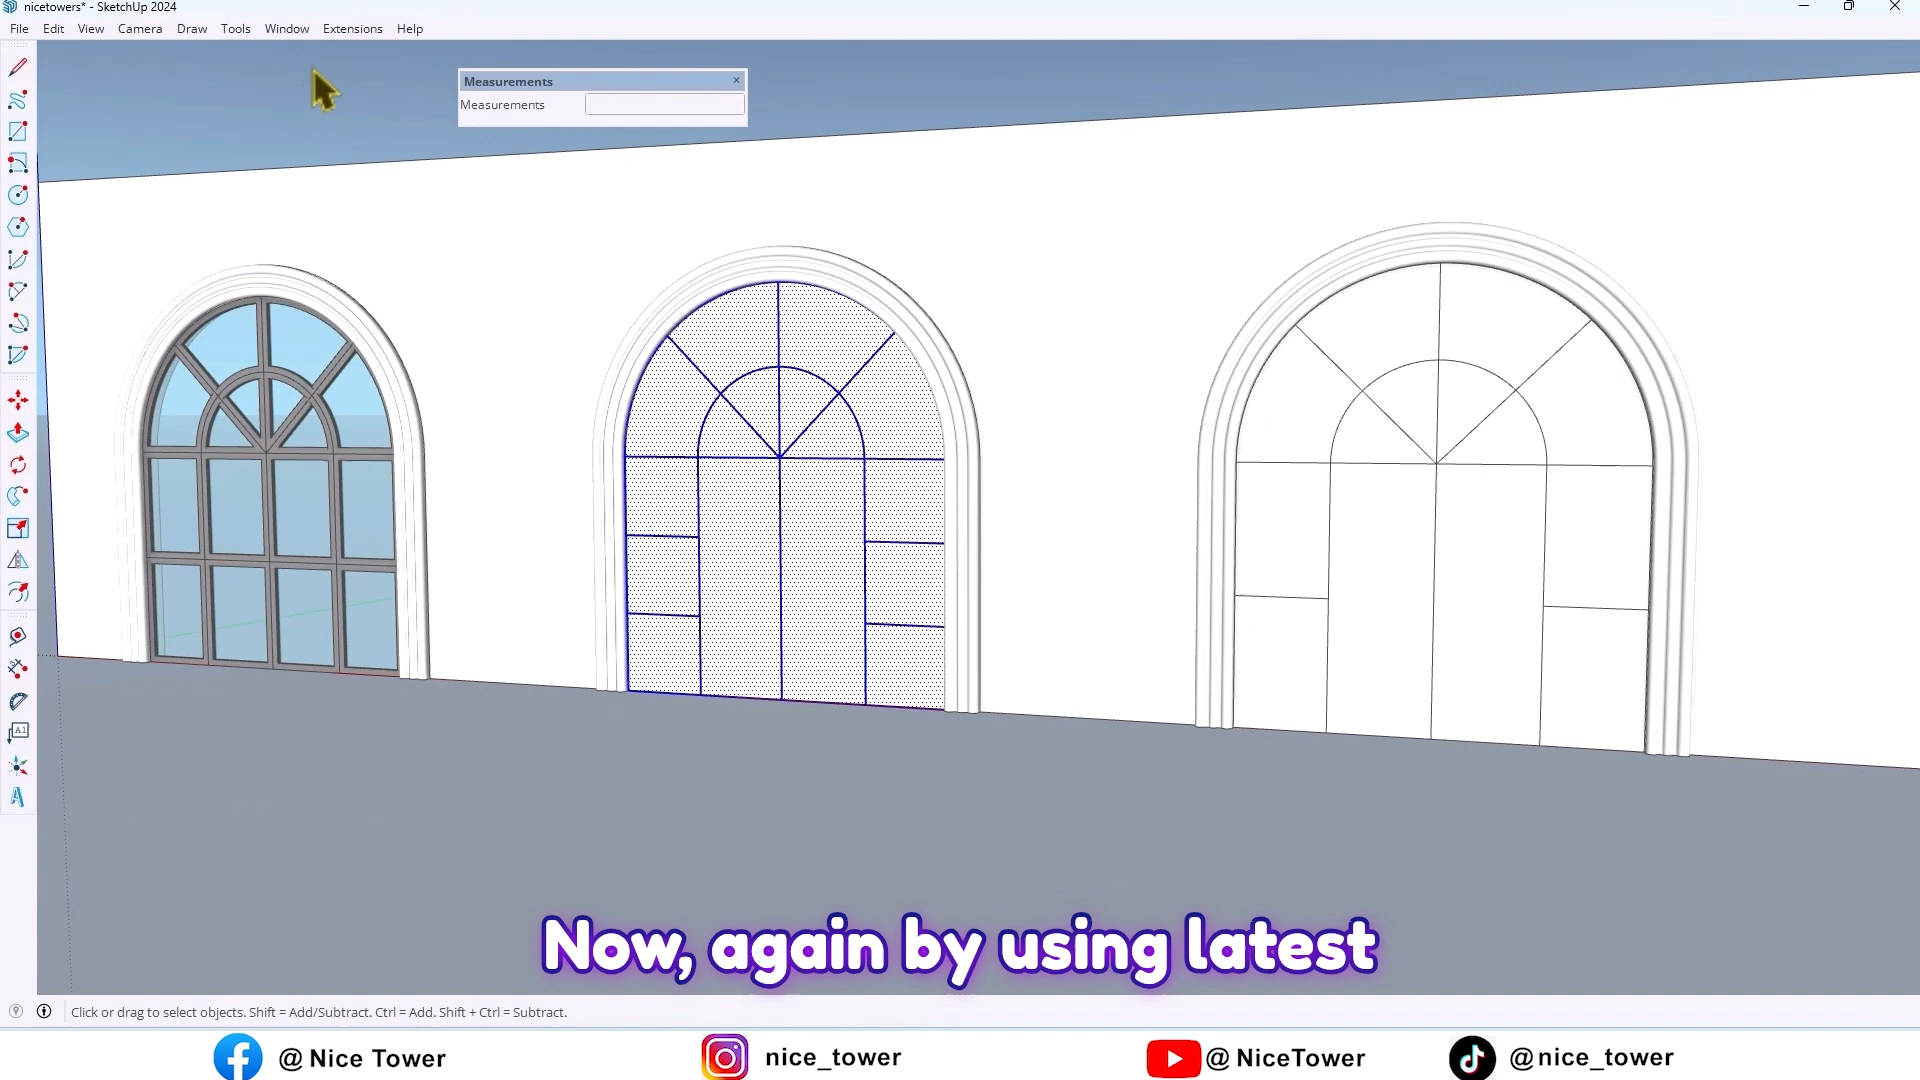 nicetowers* - SketchUp 2024
File Edit View Camera Draw Tools Window Extensions Help
Measurements
Measurements
A1
A
Now, again by using latest
Click or drag to select objects. Shift = Add/Subtract. Ctrl = Add. Shift + Ctrl = Subtract.
@ Nice Tower nice_tower @ NiceTower @nice_tower